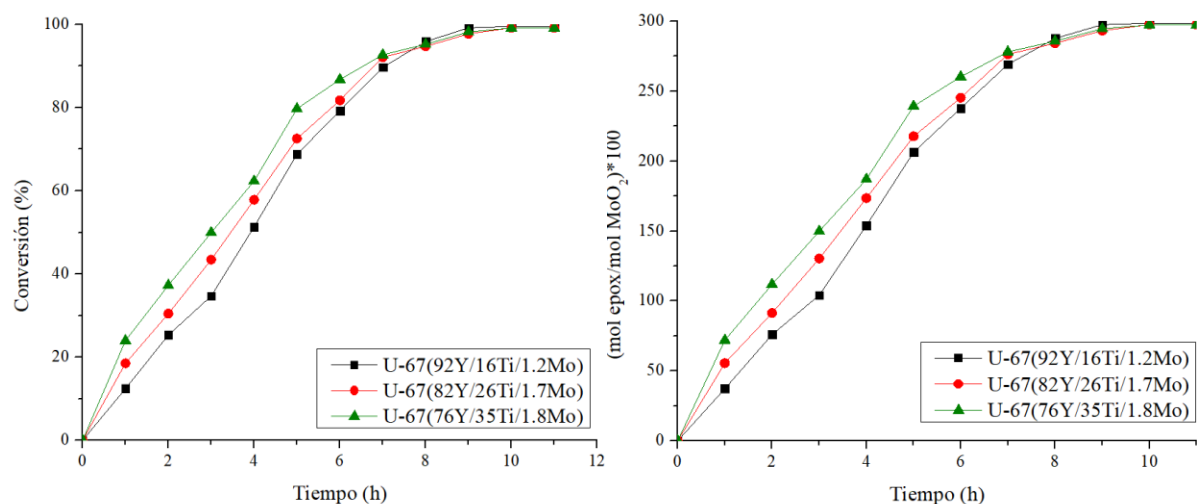 100
80
60
40
20
0
Conversión (%)
0 2 4 6 8 10 12
Tiempo (h)
U-67(92Y/16Ti/1.2Mo)
U-67(82Y/26Ti/1.7Mo)
U-67(76Y/35Ti/1.8Mo)
300
250
200
150
100
50
0
(mol epox/mol MoO₂)*100
0 2 4 6 8 10
Tiempo (h)
U-67(92Y/16Ti/1.2Mo)
U-67(82Y/26Ti/1.7Mo)
U-67(76Y/35Ti/1.8Mo)